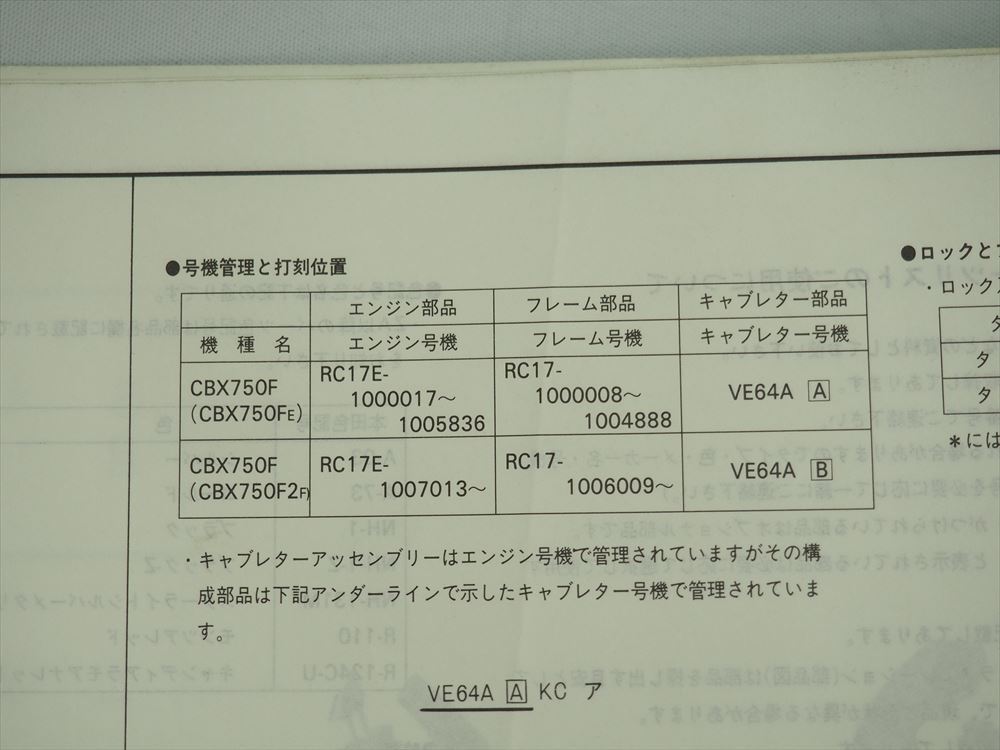 ●号機管理と打刻位置
エンジン部品 フレーム部品 キャブレター部品
機種名 エンジン号機 フレーム号機 キャブレター号機
CBX750F (CBX750FE) RC17E-1000017～1005836 RC17-1000008～1004888 VE64A A
CBX750F (CBX750F2F) RC17E-1007013～ RC17-1006009～ VE64A B
・キャブレターアッセンブリーはエンジン号機で管理されていますがその構
成部品は下記アンダーラインで示したキャブレター号機で管理されていま
す。
VE64A A KC ア
●ロックと
・ロック
タ
タ
＊には